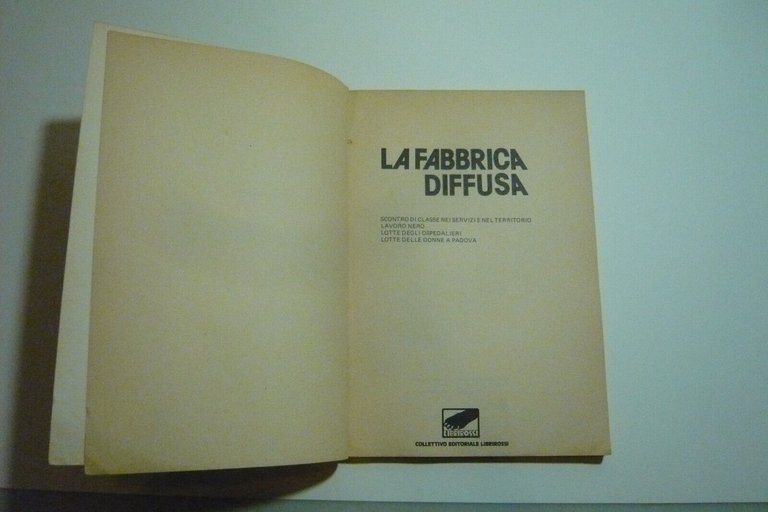 LA FABBRICA
DIFFUSA
SCONTRO DI CLASSE NEI SERVIZI E NEL TERRITORIO
LAVORO NERO
LOTTE DEGLI OSPEDALIERI
LOTTE DELLE DONNE A PADOVA
librirossi
COLLETTIVO EDITORIALE LIBRIROSSI